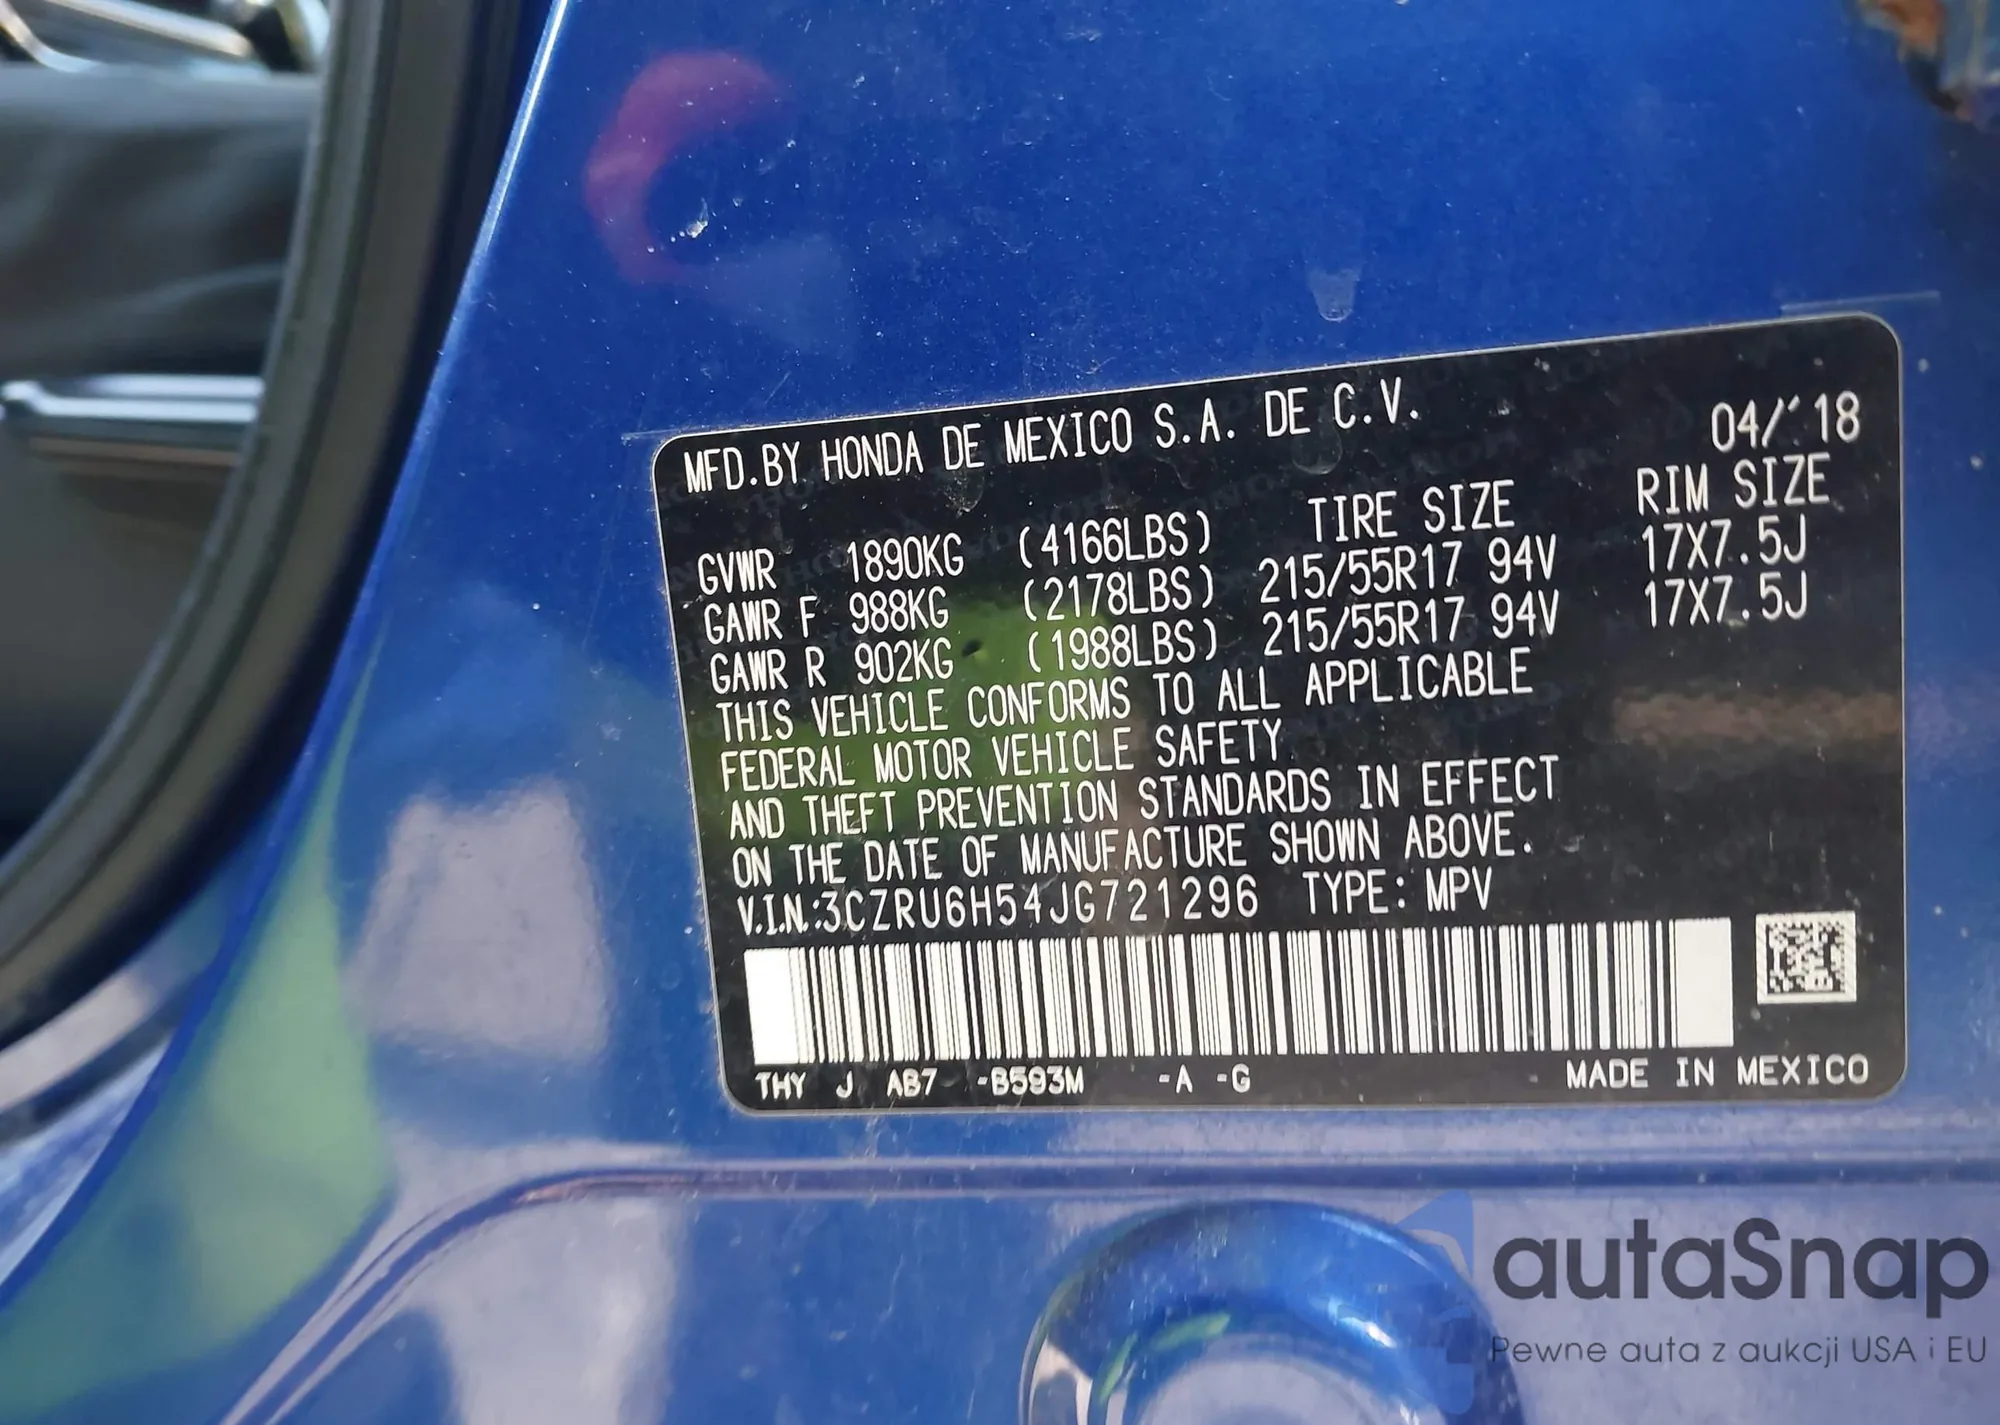 MFD.BY HONDA DE MEXICO S.A. DE C.V. 04/'18
TIRE SIZE RIM SIZE
GVWR 1890KG (4166LBS) 215/55R17 94V 17X7.5J
GAWR F 988KG (2178LBS) 215/55R17 94V 17X7.5J
GAWR R 902KG (1988LBS)
THIS VEHICLE CONFORMS TO ALL APPLICABLE
FEDERAL MOTOR VEHICLE SAFETY
AND THEFT PREVENTION STANDARDS IN EFFECT
ON THE DATE OF MANUFACTURE SHOWN ABOVE.
V.I.N.:3CZRU6H54JG721296 TYPE: MPV
THY J AB7 -B593M -A -G MADE IN MEXICO
autaSnap
Pewne auta z aukcji USA i EU